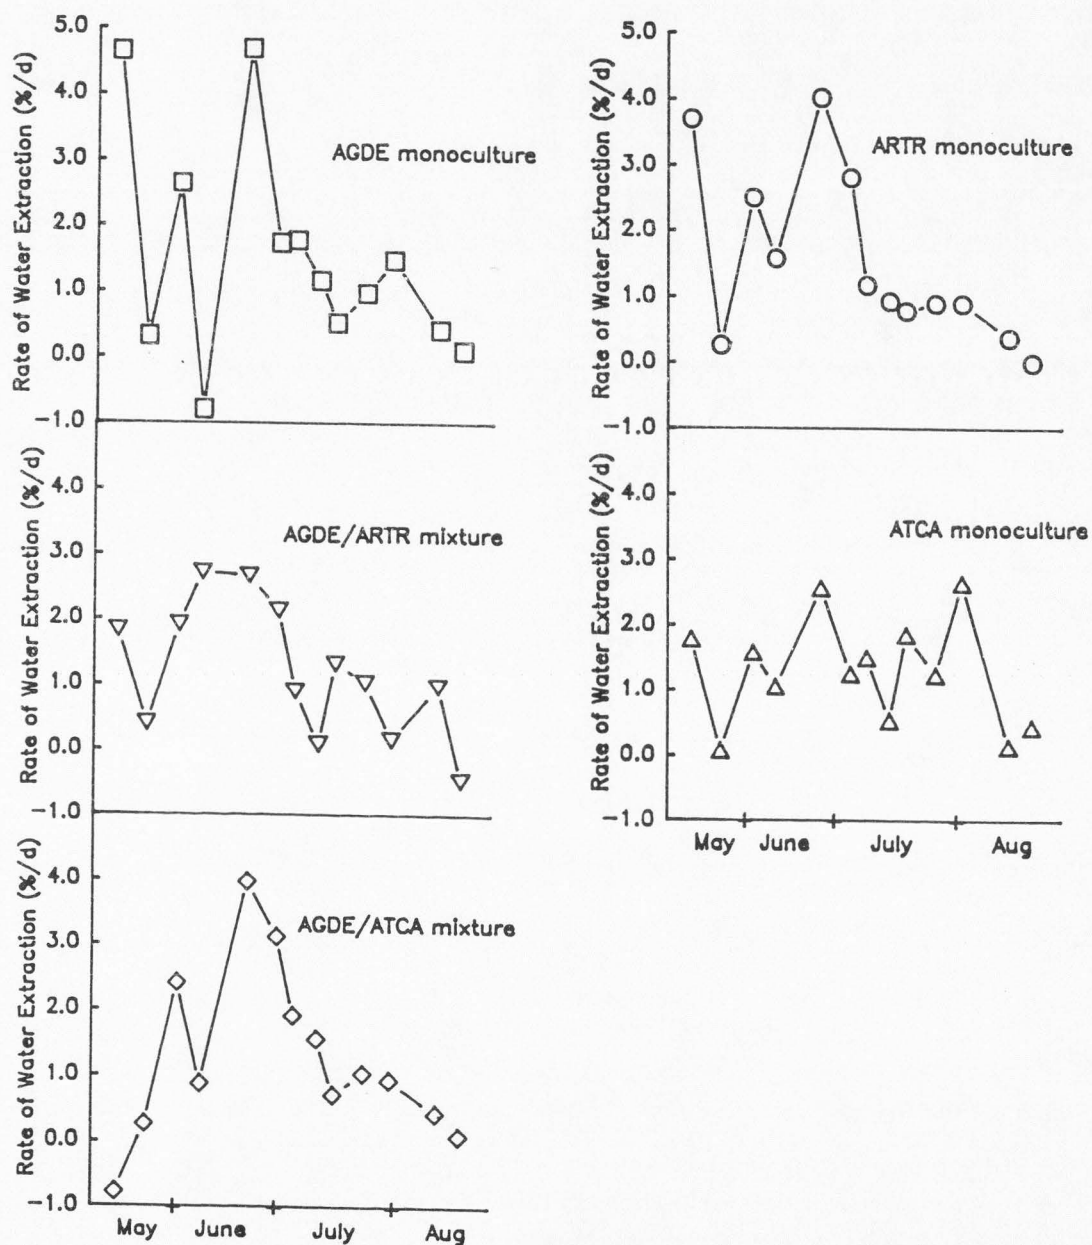 Rate of Water Extraction (%/d)
5.0
4.0
3.0
2.0
1.0
0.0
−1.0
AGDE monoculture
Rate of Water Extraction (%/d)
4.0
3.0
2.0
1.0
0.0
−1.0
AGDE/ARTR mixture
Rate of Water Extraction (%/d)
4.0
3.0
2.0
1.0
0.0
−1.0
AGDE/ATCA mixture
May June July Aug
Rate of Water Extraction (%/d)
5.0
4.0
3.0
2.0
1.0
0.0
−1.0
ARTR monoculture
Rate of Water Extraction (%/d)
4.0
3.0
2.0
1.0
0.0
−1.0
ATCA monoculture
May June July Aug